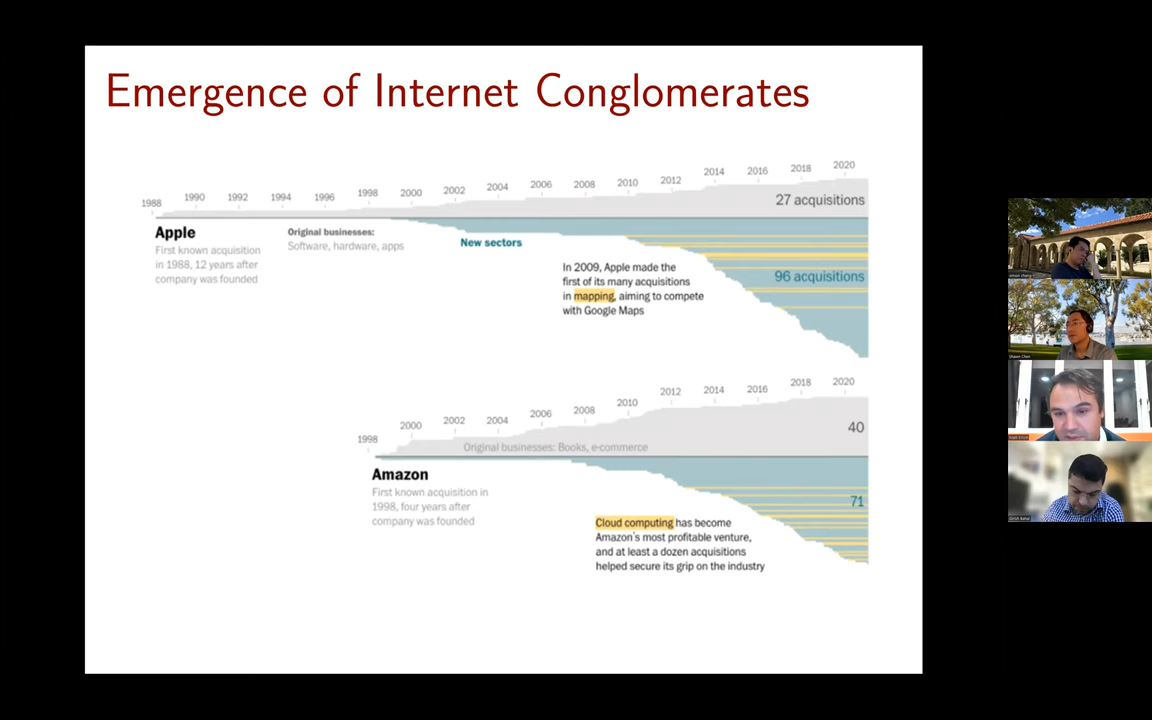 Emergence of Internet Conglomerates
1988 1990 1992 1994 1996 1998 2000 2002 2004 2006 2008 2010 2012 2014 2016 2018 2020
27 acquisitions
Apple
First known acquisition
in 1988, 12 years after
company was founded
Original businesses:
Software, hardware, apps
New sectors
In 2009, Apple made the
first of its many acquisitions
in mapping, aiming to compete
with Google Maps
96 acquisitions
1998 2000 2002 2004 2006 2008 2010 2012 2014 2016 2018 2020
40
Original businesses: Books, e-commerce
Amazon
First known acquisition in
1998, four years after
company was founded
71
Cloud computing has become
Amazon's most profitable venture,
and at least a dozen acquisitions
helped secure its grip on the industry
Shawn Chen